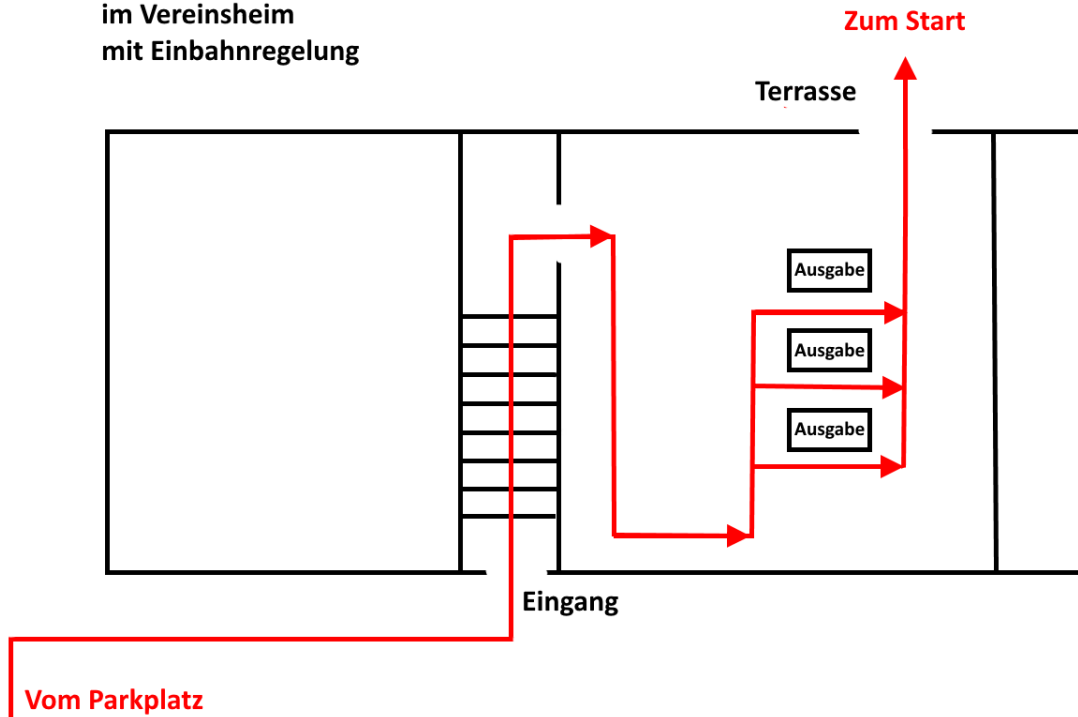 im Vereinsheim
mit Einbahnregelung
Zum Start
Terrasse
Ausgabe
Ausgabe
Ausgabe
Eingang
Vom Parkplatz